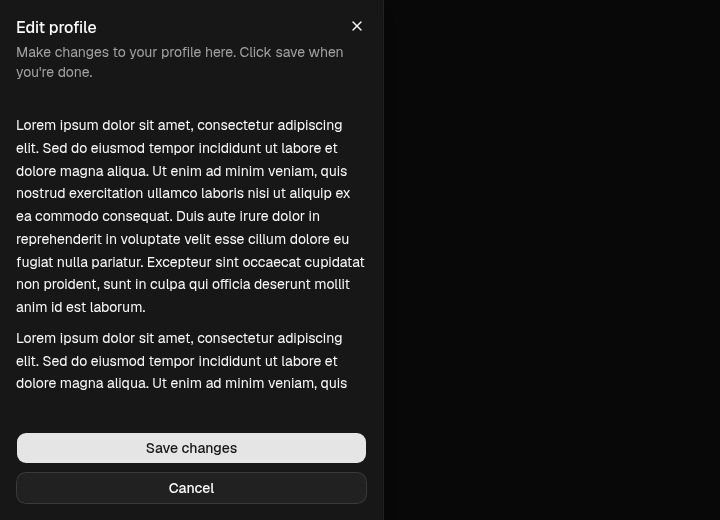 Edit profile
Make changes to your profile here. Click save when
you're done.
Lorem ipsum dolor sit amet, consectetur adipiscing
elit. Sed do eiusmod tempor incididunt ut labore et
dolore magna aliqua. Ut enim ad minim veniam, quis
nostrud exercitation ullamco laboris nisi ut aliquip ex
ea commodo consequat. Duis aute irure dolor in
reprehenderit in voluptate velit esse cillum dolore eu
fugiat nulla pariatur. Excepteur sint occaecat cupidatat
non proident, sunt in culpa qui officia deserunt mollit
anim id est laborum.
Lorem ipsum dolor sit amet, consectetur adipiscing
elit. Sed do eiusmod tempor incididunt ut labore et
dolore magna aliqua. Ut enim ad minim veniam, quis
Save changes
Cancel